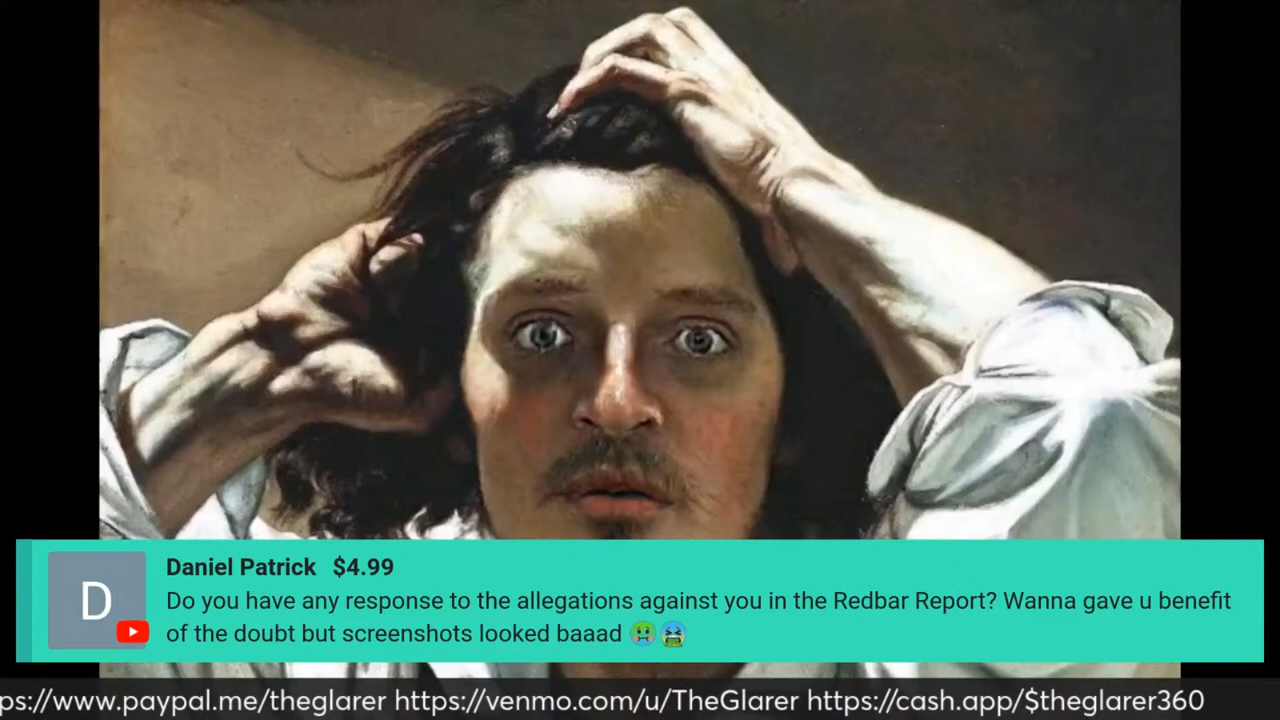 D
Daniel Patrick $4.99
Do you have any response to the allegations against you in the Redbar Report? Wanna gave u benefit
of the doubt but screenshots looked baaad 🤢🤮
ps://www.paypal.me/theglarer https://venmo.com/u/TheGlarer https://cash.app/$theglarer360